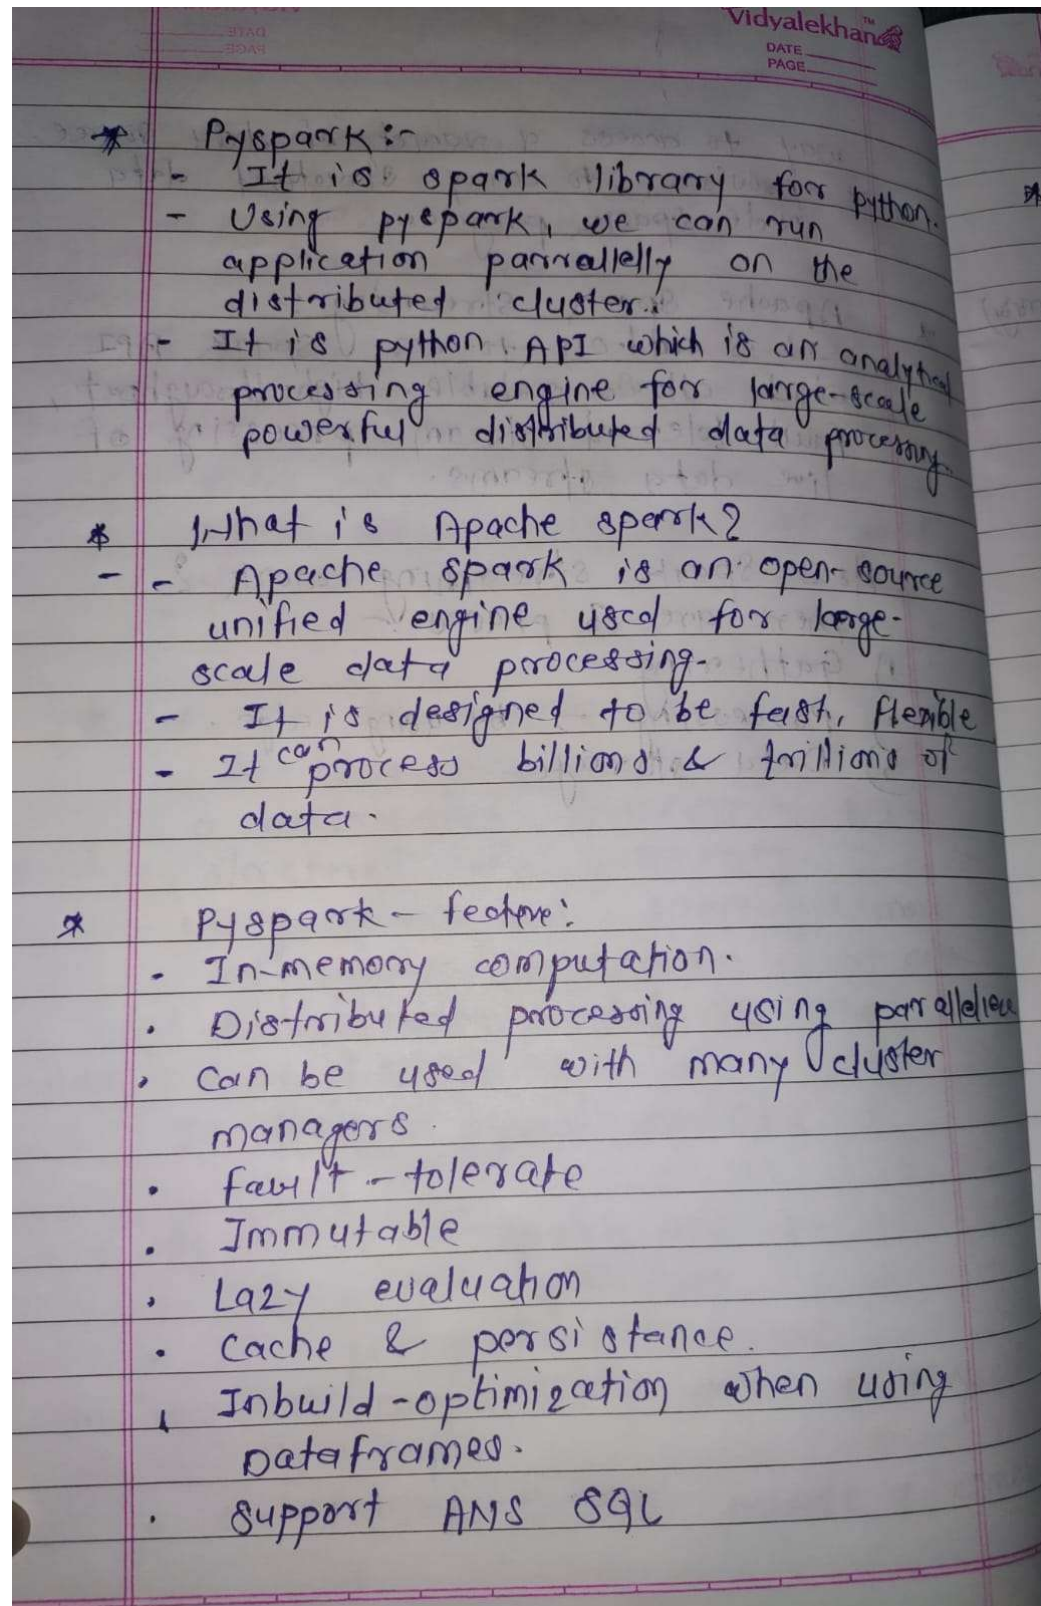 Vidyalekhan™
DATE
PAGE
* Pyspark :-
- It is spark library for python.
- Using pyspark, we can run
application parrallelly on the
distributed cluster.
- It is python API which is an analytical
processing engine for large-scale
powerful distributed data processing.
* What is Apache spark?
- - Apache spark is an open-source
unified engine used for large-
scale data processing.
- It is designed to be fast, flexible
- It can process billions & trillions of
data.
* Pyspark - feature:
- In-memory computation.
. Distributed processing using parallelism
. Can be used with many cluster
managers.
. fault-tolerate
. Immutable
. Lazy evaluation
. Cache & persistance.
. Inbuild-optimization when using
Dataframes.
. Support ANS SQL